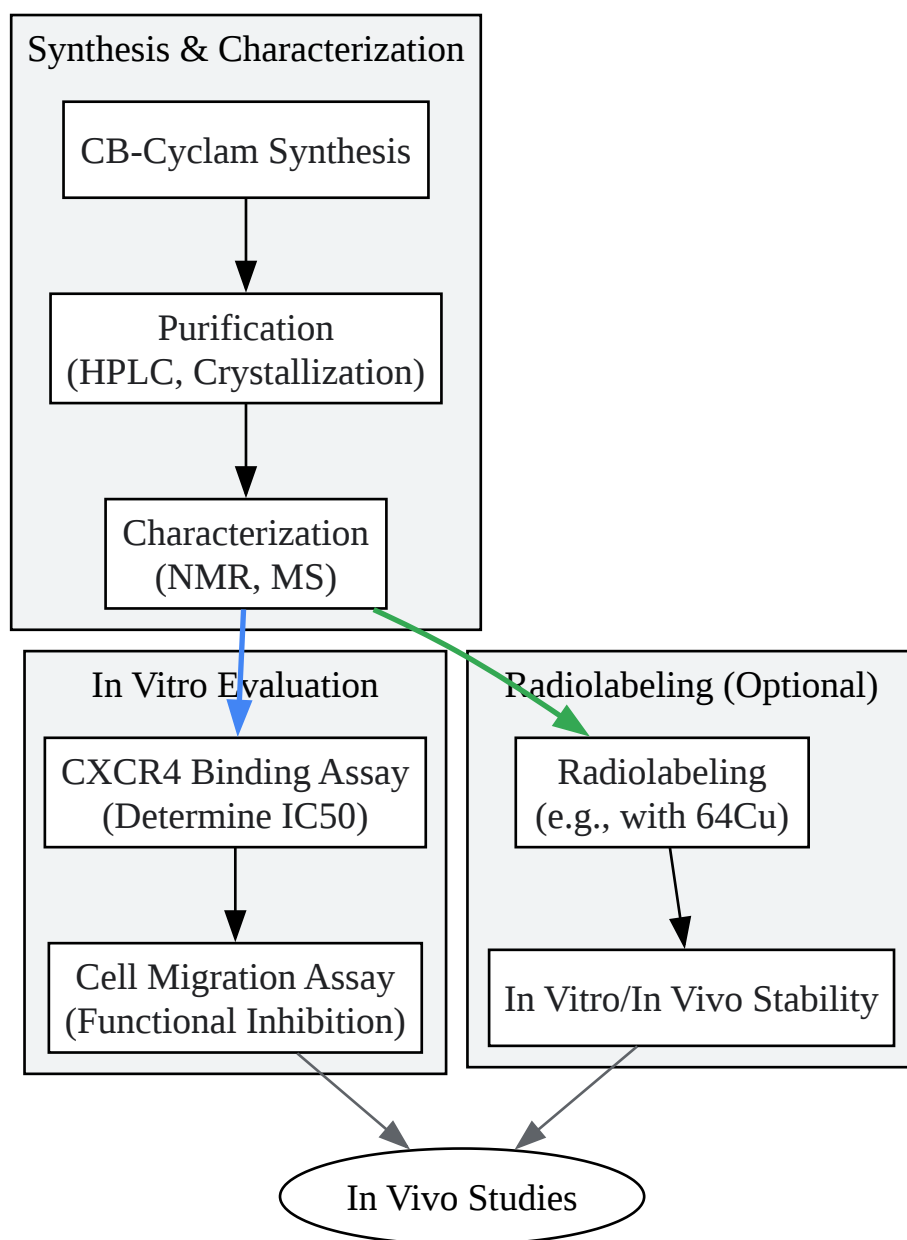 Synthesis & Characterization
CB-Cyclam Synthesis
Purification
(HPLC, Crystallization)
Characterization
(NMR, MS)
In Vitro Evaluation
CXCR4 Binding Assay
(Determine IC50)
Cell Migration Assay
(Functional Inhibition)
Radiolabeling (Optional)
Radiolabeling
(e.g., with 64Cu)
In Vitro/In Vivo Stability
In Vivo Studies